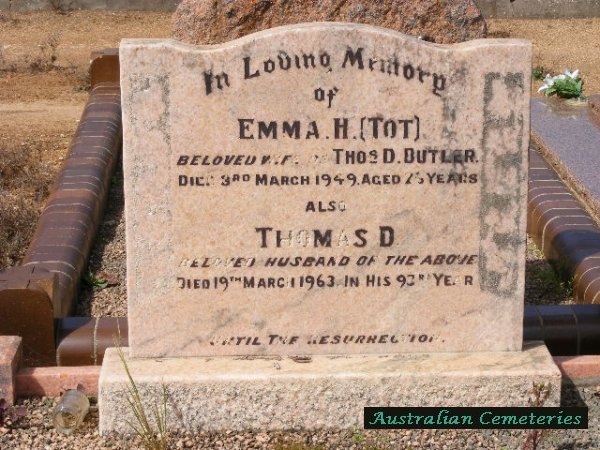 In Loving Memory
of
EMMA. H. (TOT)
BELOVED WIFE OF THOS D. BUTLER.
DIED 3RD MARCH 1949. AGED YEARS
ALSO
THOMAS D
BELOVED HUSBAND OF THE ABOVE
DIED 19TH MARCH 1963. IN HIS 93RD YEAR
UNTIL THE RESURRECTION.
Australian Cemeteries